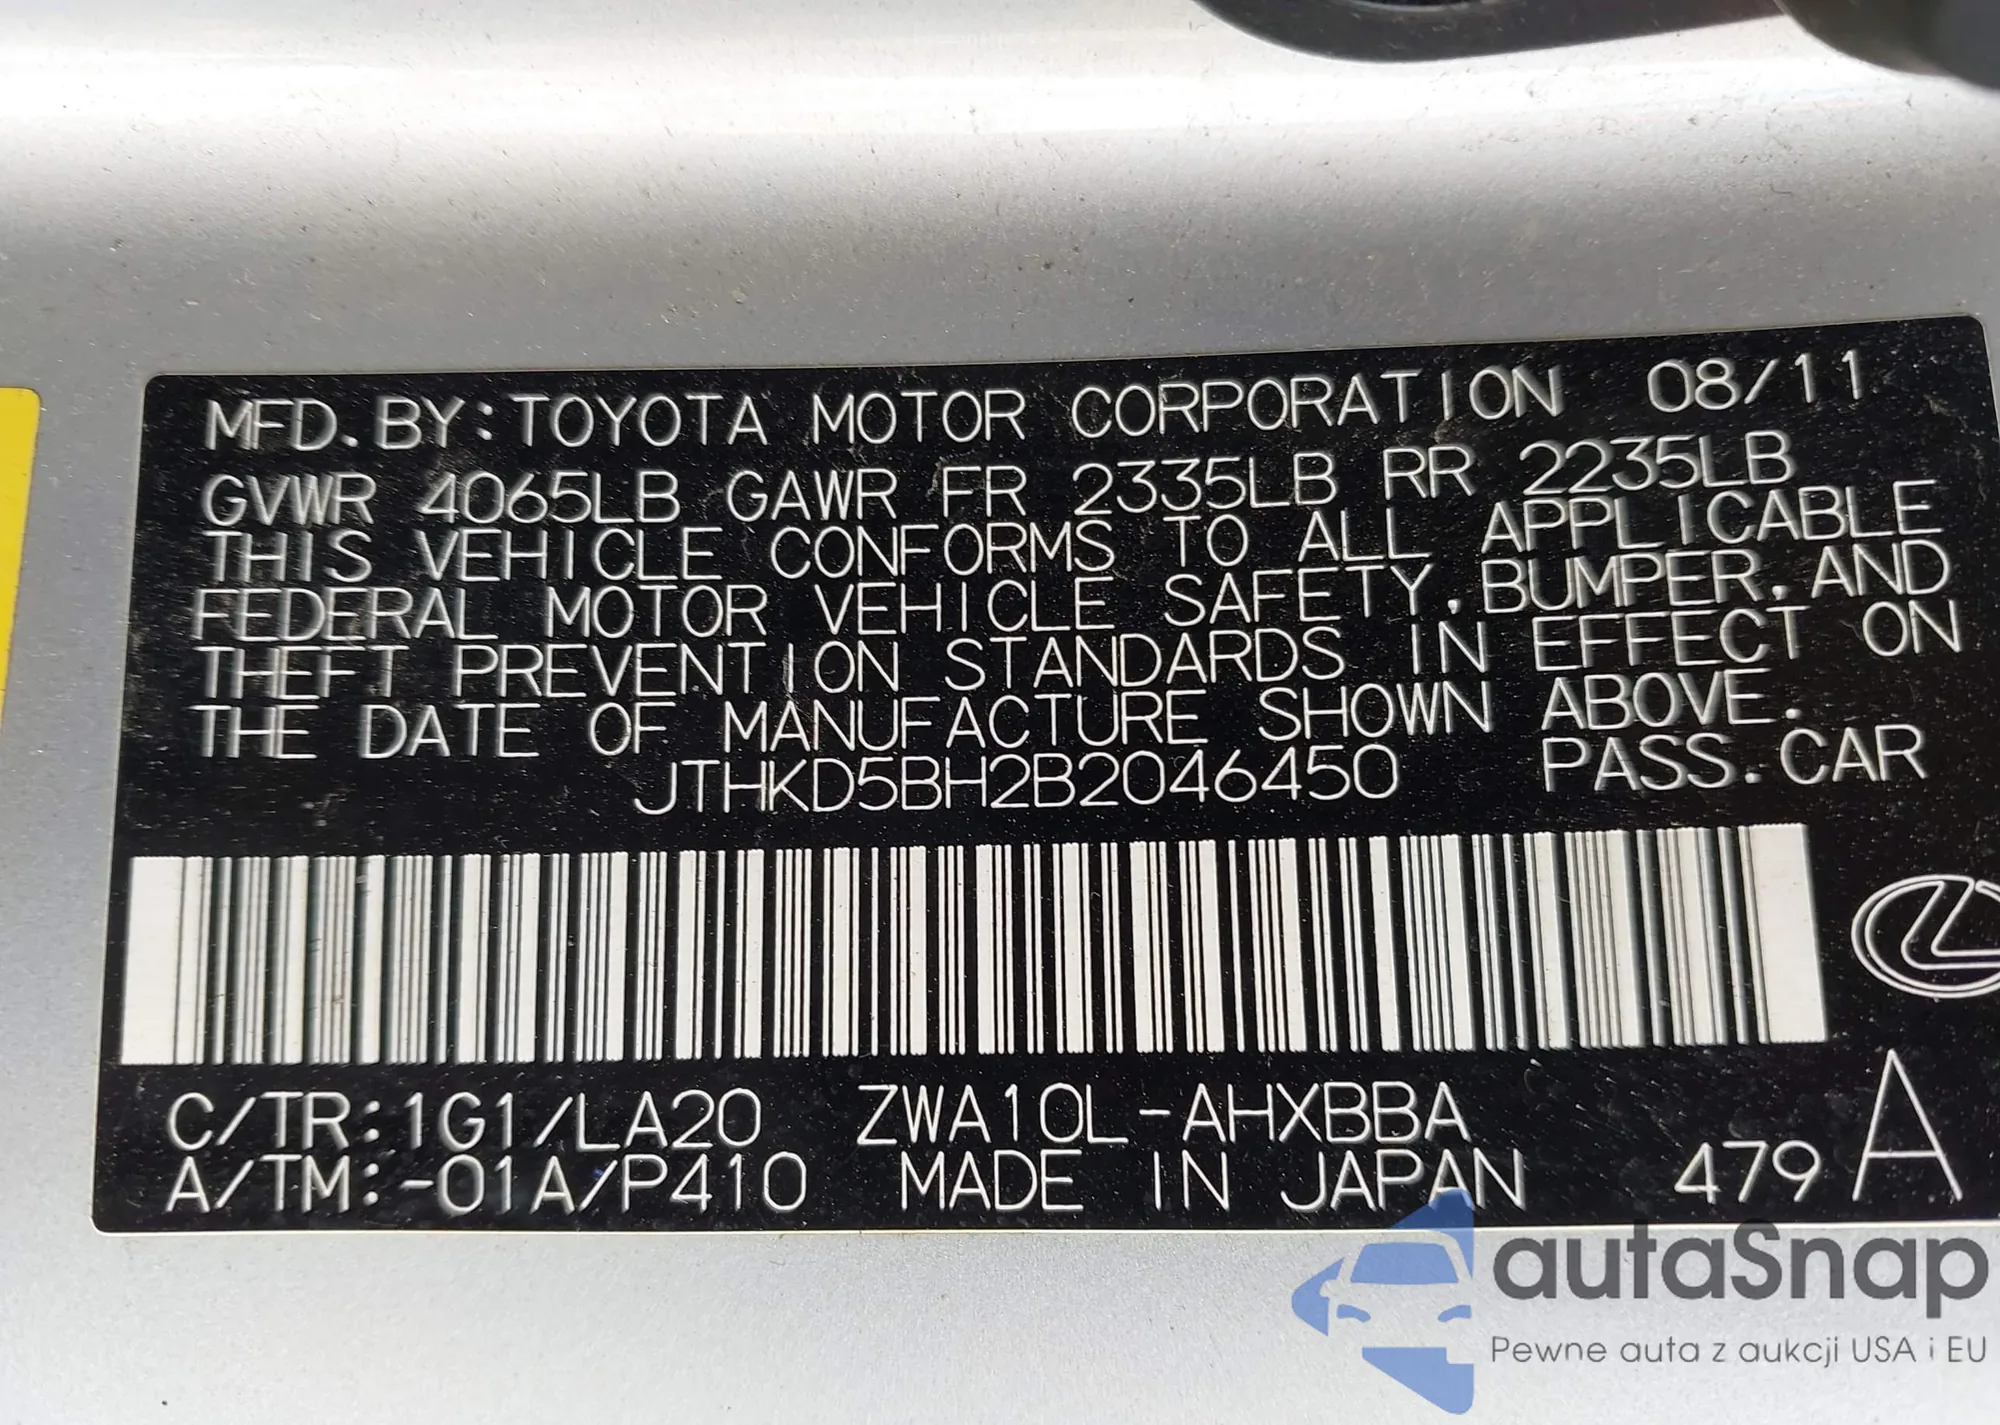 MFD.BY:TOYOTA MOTOR CORPORATION 08/11
GVWR 4065LB GAWR FR 2335LB RR 2235LB
THIS VEHICLE CONFORMS TO ALL APPLICABLE
FEDERAL MOTOR VEHICLE SAFETY,BUMPER,AND
THEFT PREVENTION STANDARDS IN EFFECT ON
THE DATE OF MANUFACTURE SHOWN ABOVE.
JTHKD5BH2B2046450 PASS.CAR
C/TR:1G1/LA20 ZWA10L-AHXBBA
A/TM:-01A/P410 MADE IN JAPAN 479 A
autaSnap
Pewne auta z aukcji USA i EU